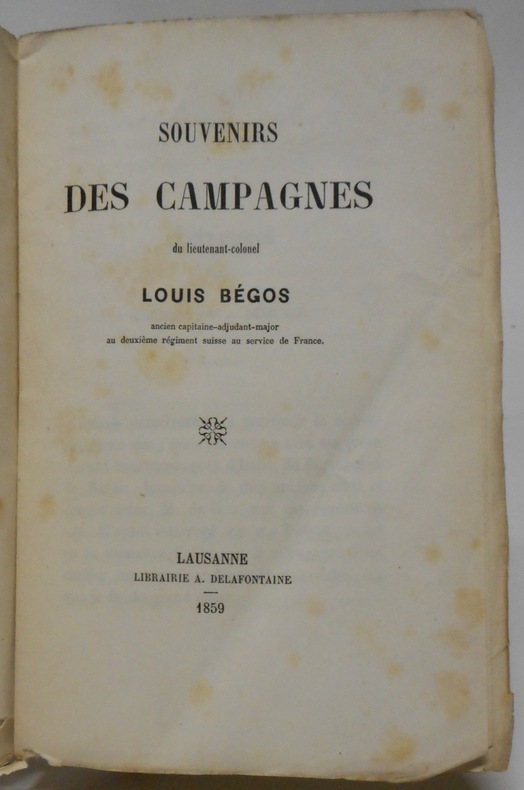 SOUVENIRS
DES CAMPAGNES
du lieutenant-colonel
LOUIS BÉGOS
ancien capitaine-adjudant-major
au deuxième régiment suisse au service de France.
LAUSANNE
LIBRAIRIE A. DELAFONTAINE
1859